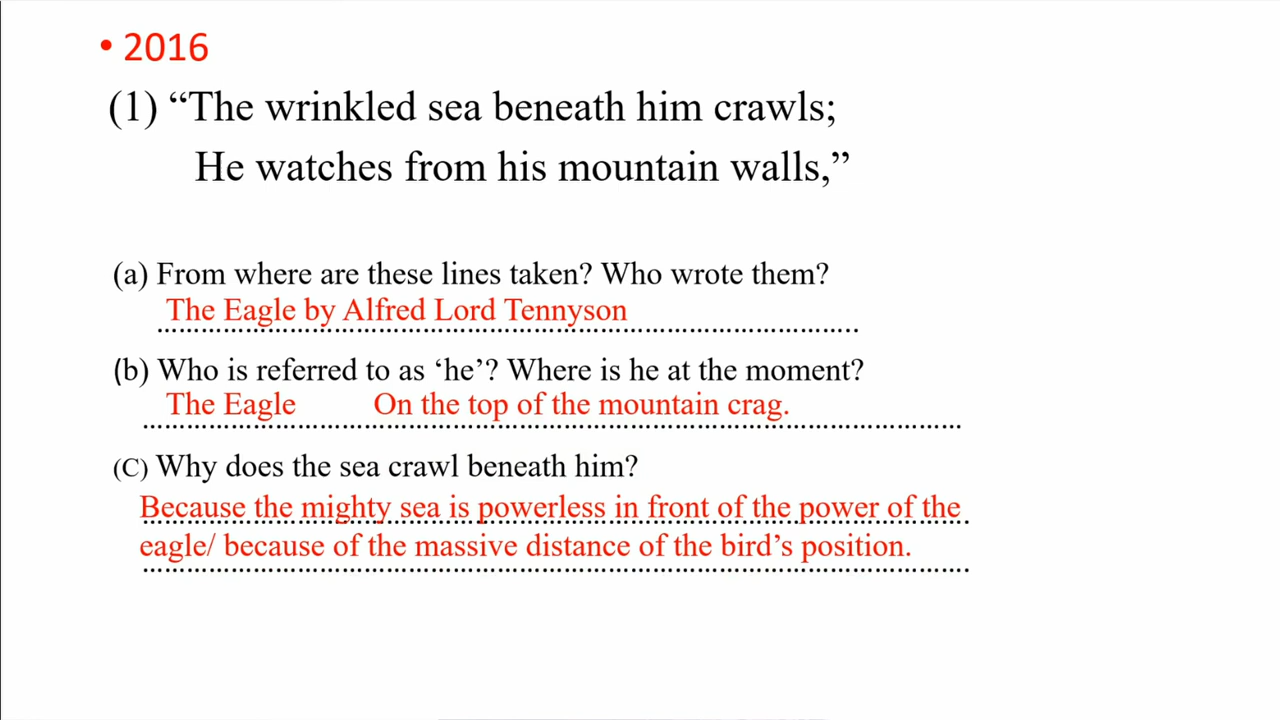 • 2016
(1) “The wrinkled sea beneath him crawls;
He watches from his mountain walls,”
(a) From where are these lines taken? Who wrote them?
The Eagle by Alfred Lord Tennyson
(b) Who is referred to as ‘he’? Where is he at the moment?
The Eagle On the top of the mountain crag.
(C) Why does the sea crawl beneath him?
Because the mighty sea is powerless in front of the power of the
eagle/ because of the massive distance of the bird’s position.